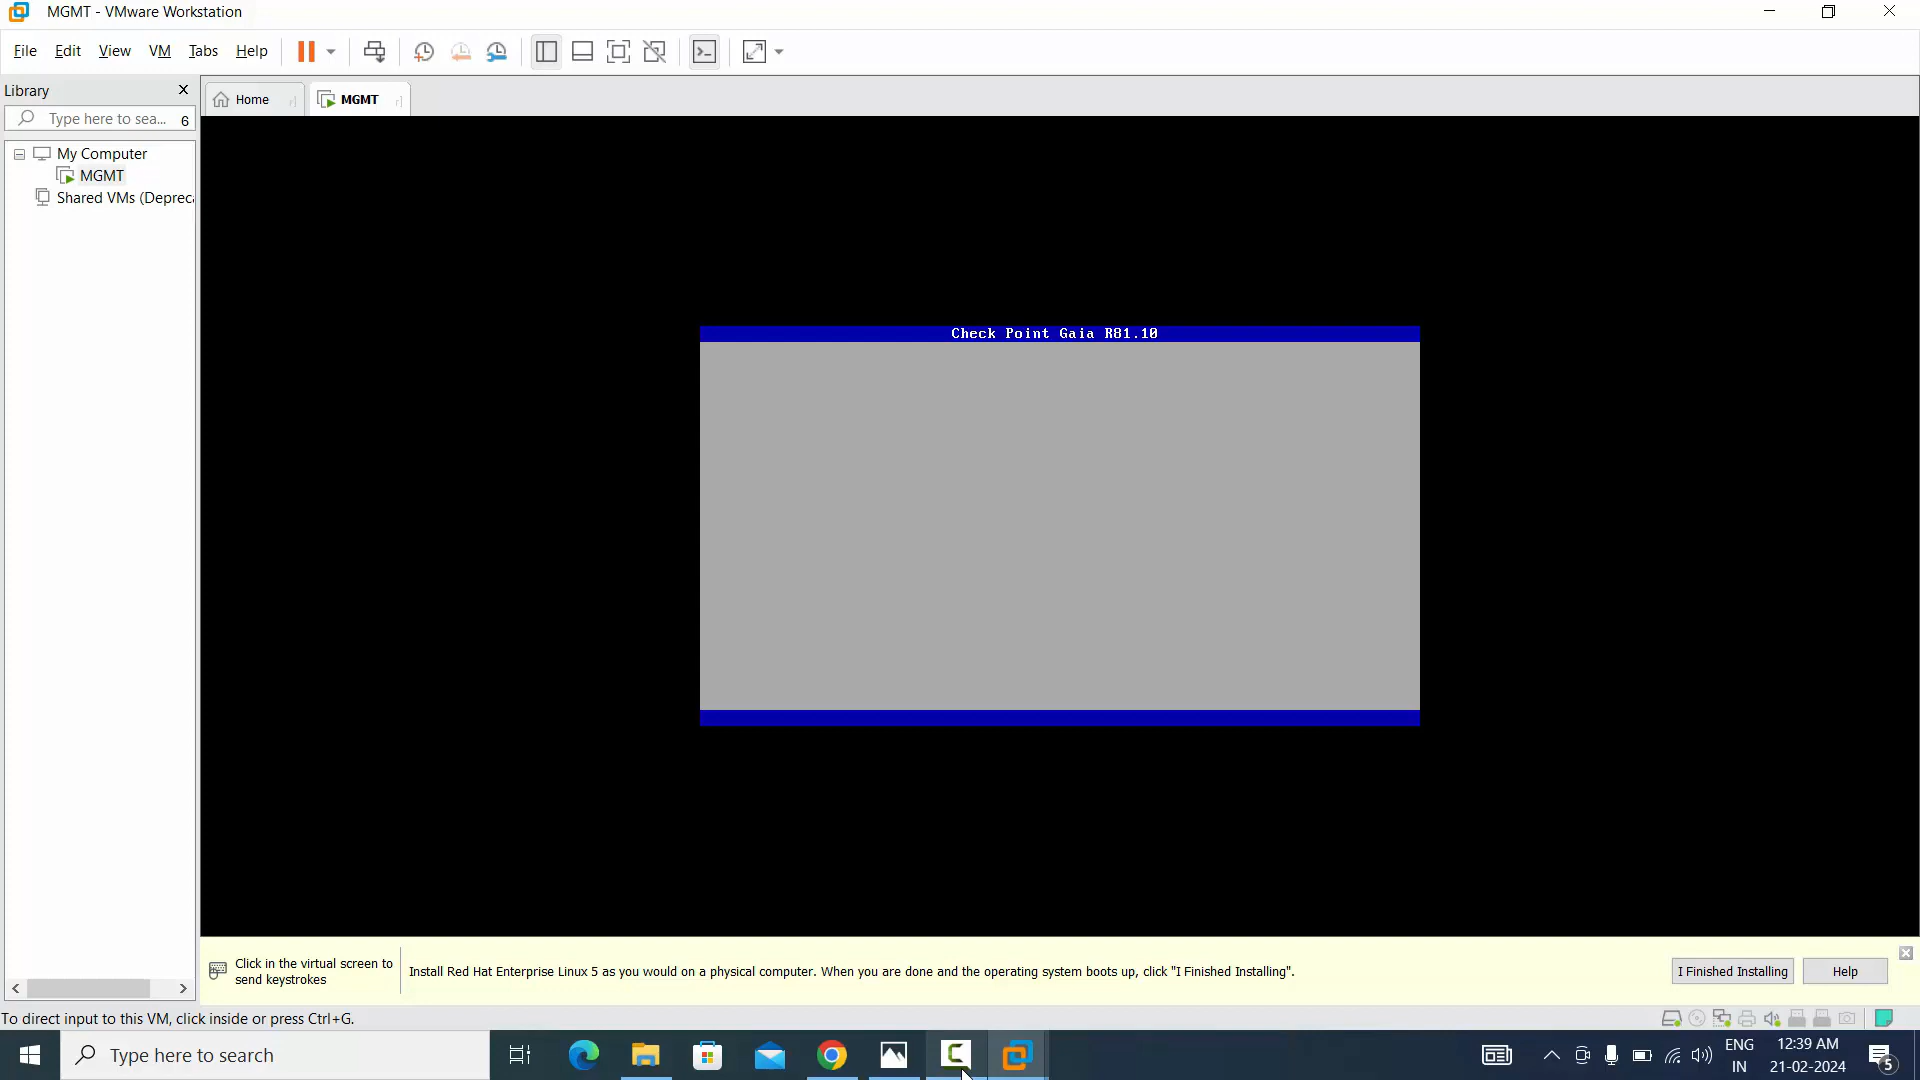 MGMT - VMware Workstation
File Edit View VM Tabs Help
Library
Type here to sea... 6
Home MGMT
My Computer
MGMT
Shared VMs (Depreca
Check Point Gaia R81.10
Click in the virtual screen to
send keystrokes
Install Red Hat Enterprise Linux 5 as you would on a physical computer. When you are done and the operating system boots up, click "I Finished Installing".
I Finished Installing Help
To direct input to this VM, click inside or press Ctrl+G.
Type here to search
ENG
IN
12:39 AM
21-02-2024
5